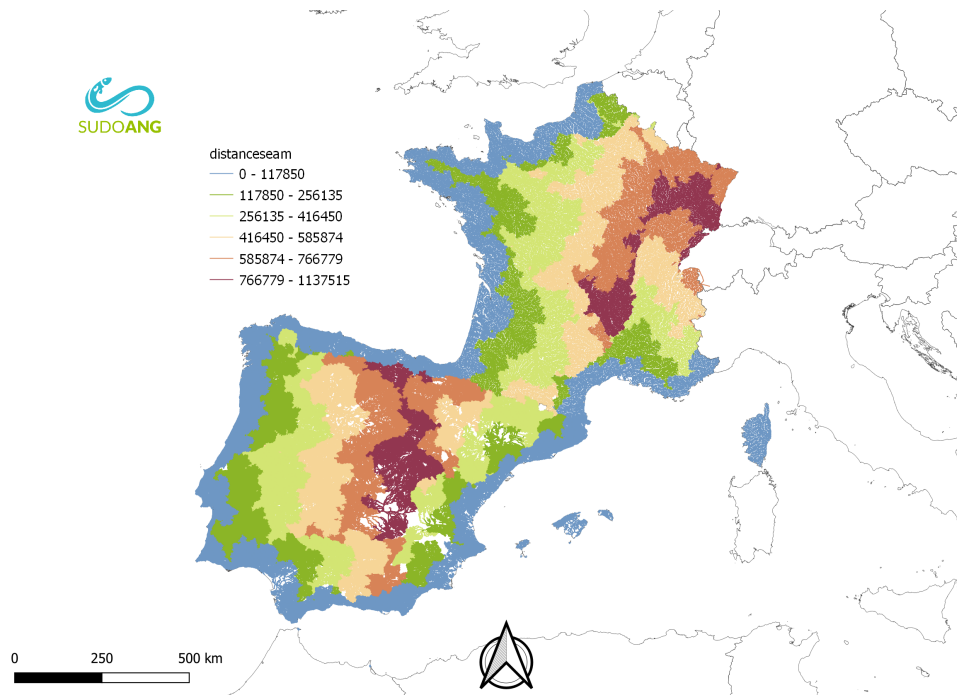 SUDOANG
distanceseam
0 - 117850
117850 - 256135
256135 - 416450
416450 - 585874
585874 - 766779
766779 - 1137515
0 250 500 km